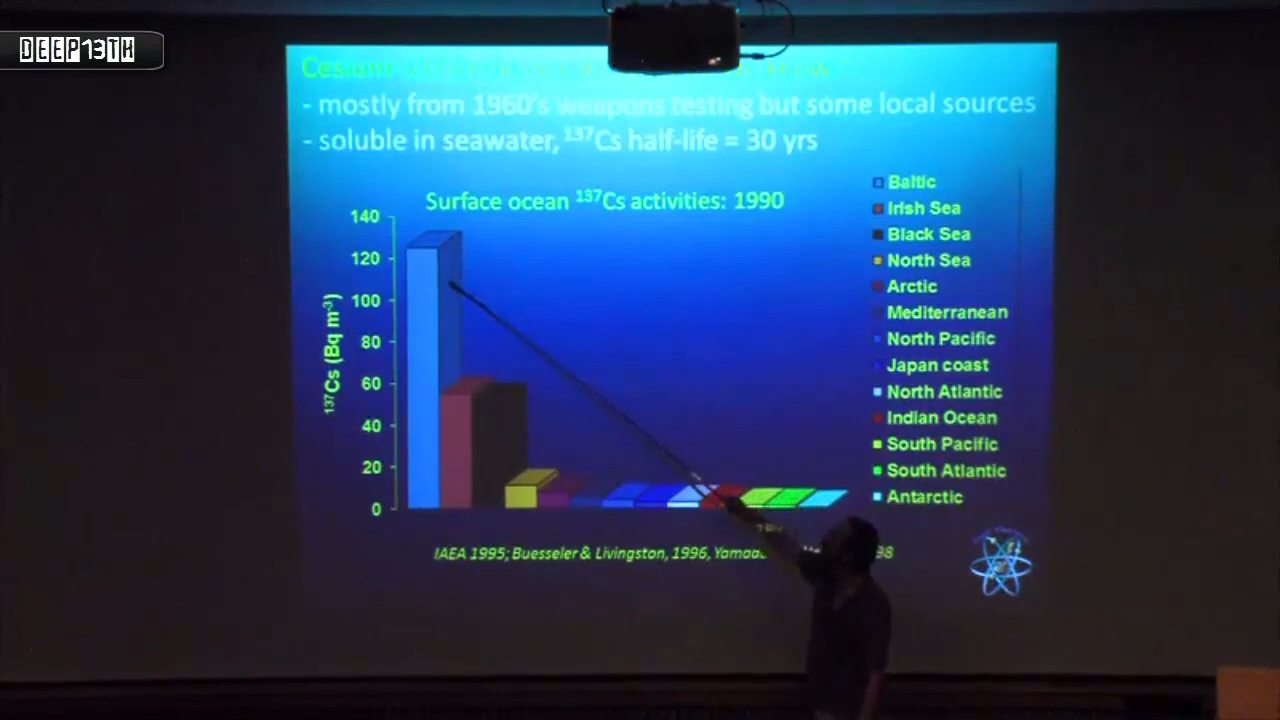 DEEP13TH
Cesium-137
- mostly from 1960's weapons testing but some local sources
- soluble in seawater, ¹³⁷Cs half-life = 30 yrs
Surface ocean ¹³⁷Cs activities: 1990
¹³⁷Cs (Bq m⁻³)
140
120
100
80
60
40
20
0
Baltic
Irish Sea
Black Sea
North Sea
Arctic
Mediterranean
North Pacific
Japan coast
North Atlantic
Indian Ocean
South Pacific
South Atlantic
Antarctic
IAEA 1995; Buesseler & Livingston, 1996, 98